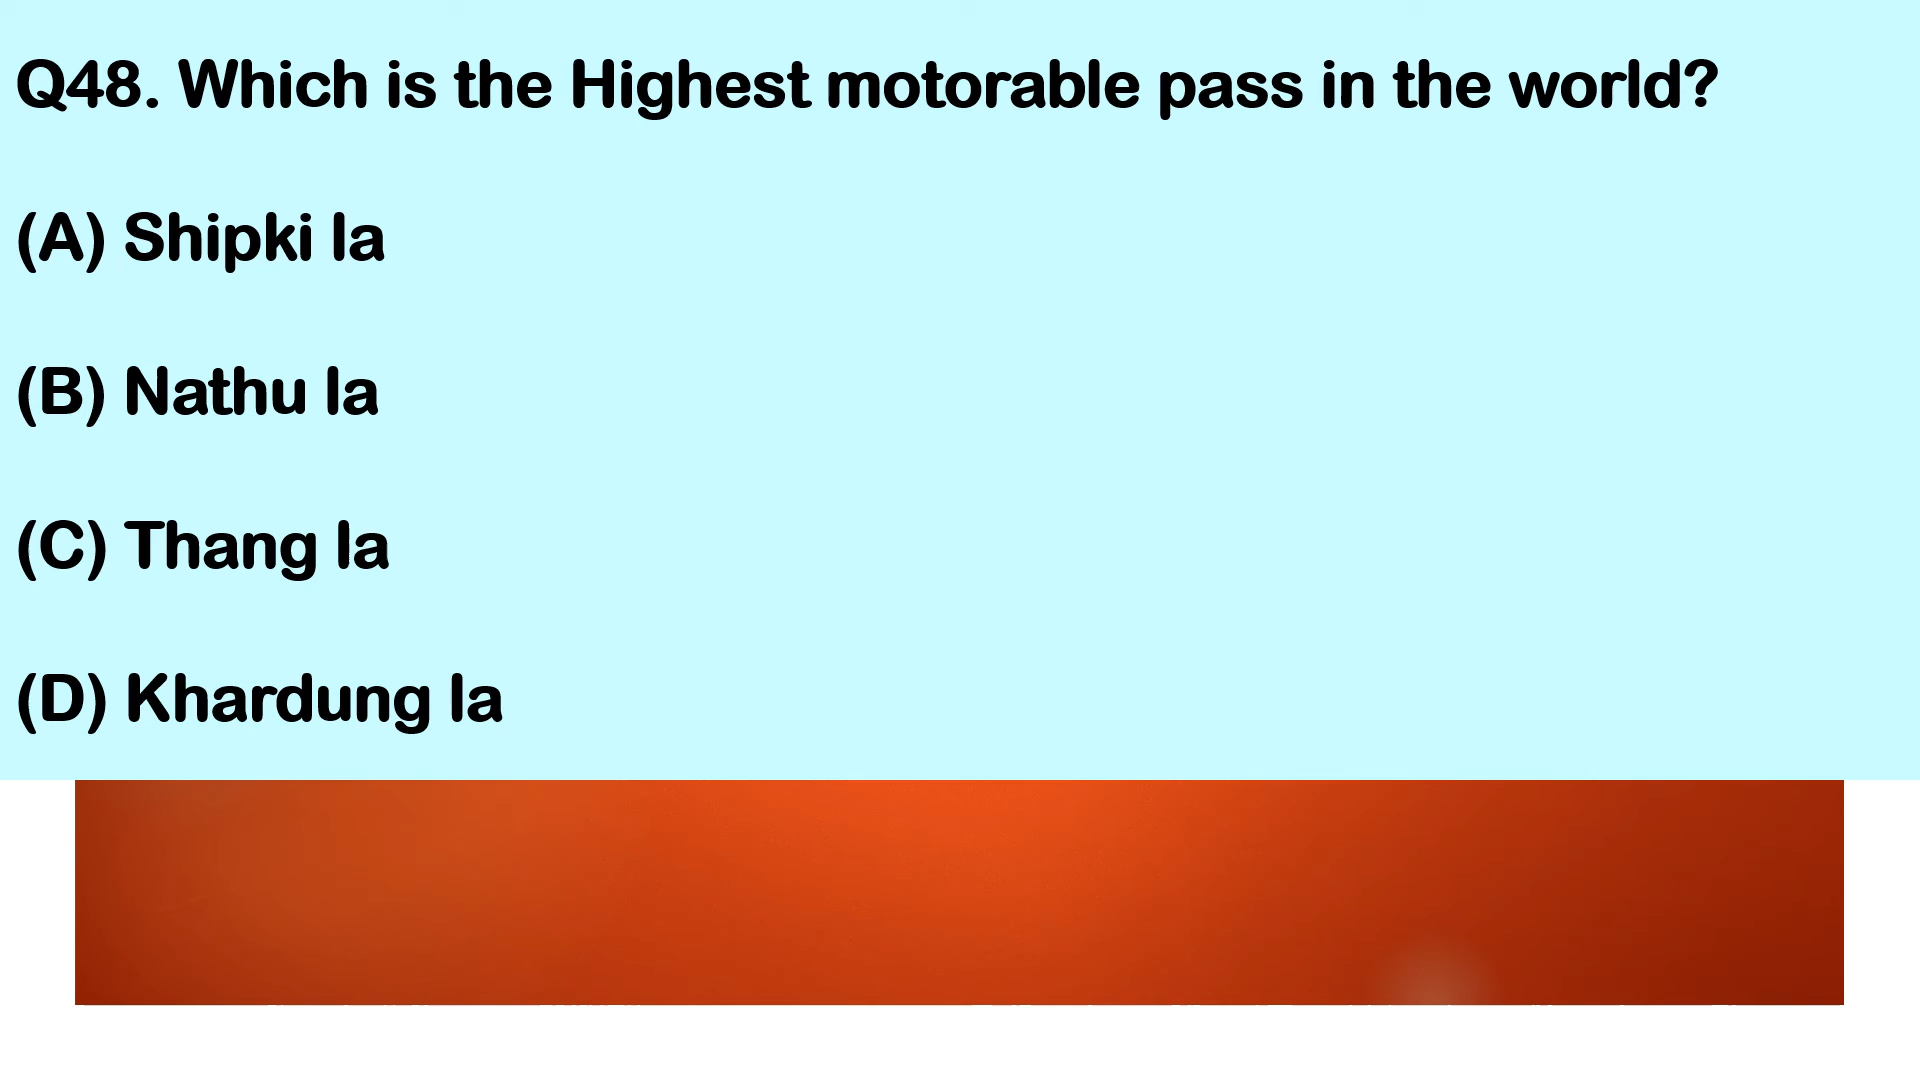 Q48. Which is the Highest motorable pass in the world?
(A) Shipki la
(B) Nathu la
(C) Thang la
(D) Khardung la